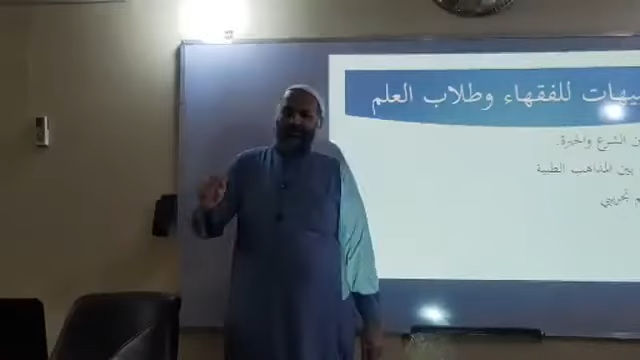 للفقهاء وطلاب العلم
الشرع والخبرة.
بين المذاهب الطبية
تجريبي